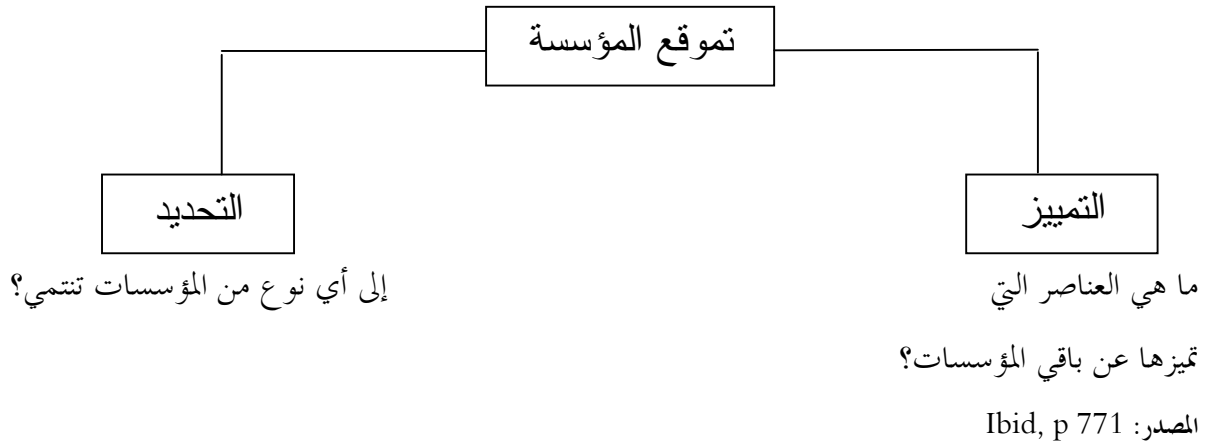 تموقع المؤسسة
التمييز
التحديد
ما هي العناصر التي
إلى أي نوع من المؤسسات تنتمي؟
تميزها عن باقي المؤسسات؟
المصدر: Ibid, p 771